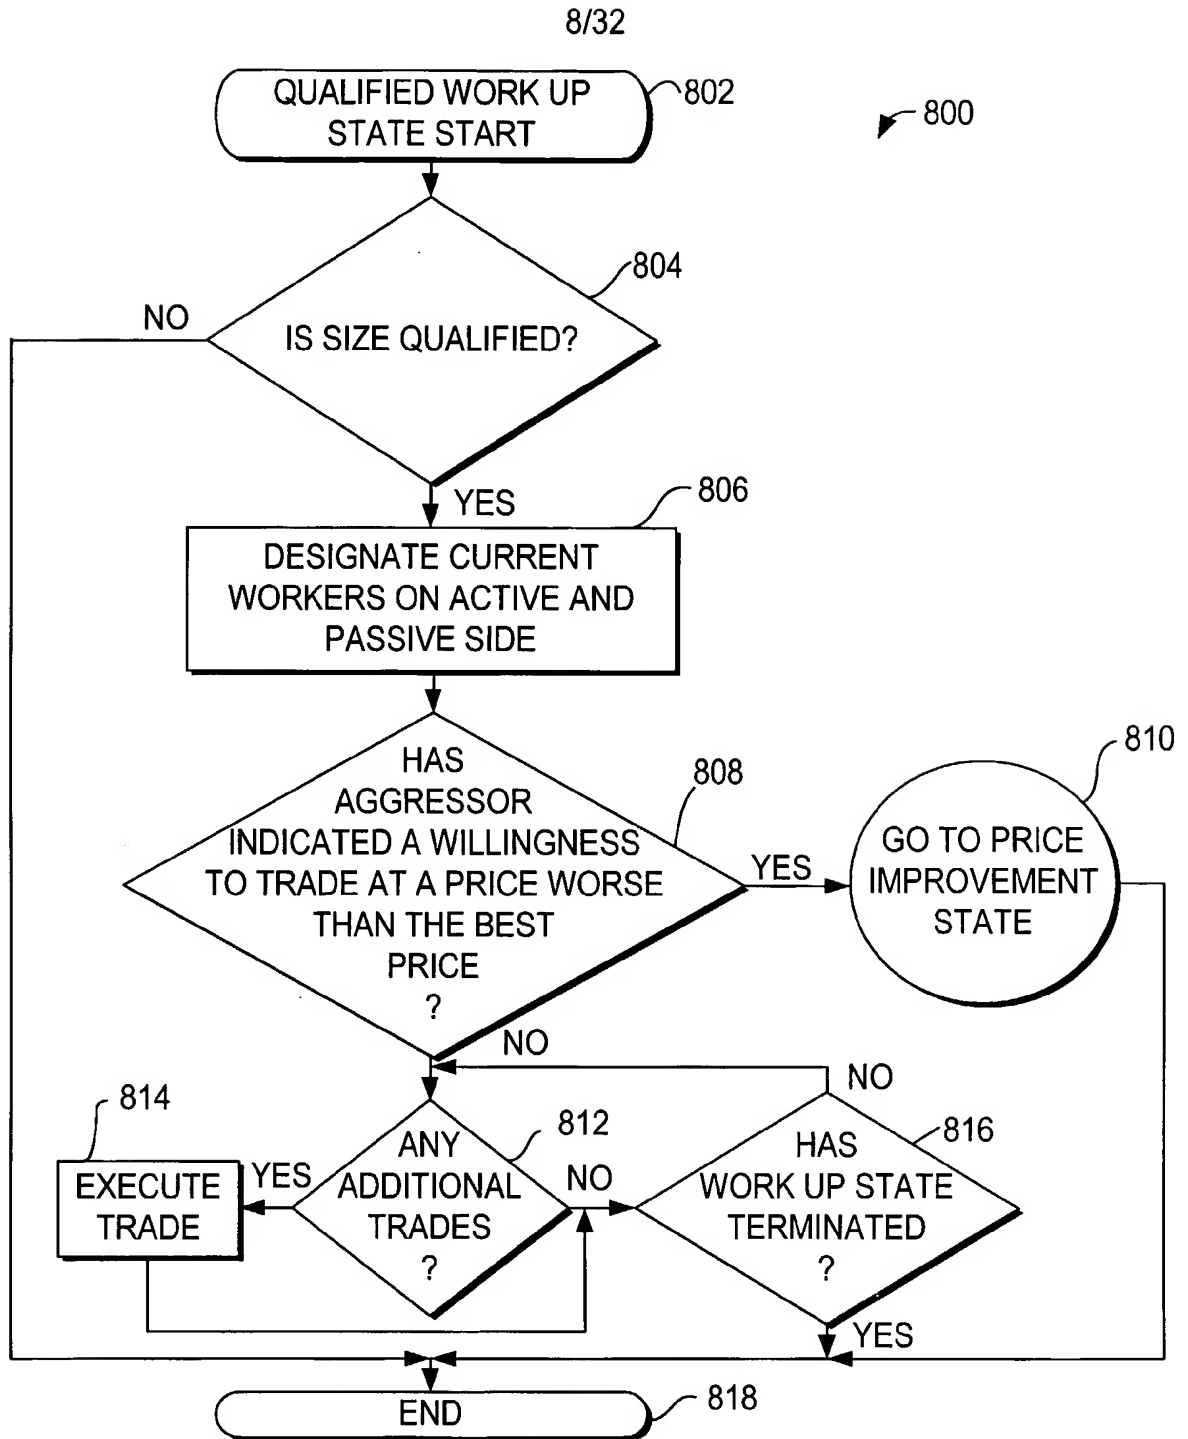 8/32
QUALIFIED WORK UP
STATE START
802
800
804
NO
IS SIZE QUALIFIED?
YES
806
DESIGNATE CURRENT
WORKERS ON ACTIVE AND
PASSIVE SIDE
HAS
AGGRESSOR
INDICATED A WILLINGNESS
TO TRADE AT A PRICE WORSE
THAN THE BEST
PRICE
?
808
YES
810
GO TO PRICE
IMPROVEMENT
STATE
NO
814
EXECUTE
TRADE
YES
ANY
ADDITIONAL
TRADES
?
812
NO
NO
HAS
WORK UP STATE
TERMINATED
?
816
YES
END
818